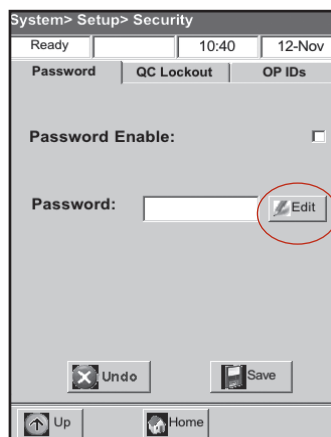 System> Setup> Security
Ready 10:40 12-Nov
Password QC Lockout OP IDs
Password Enable:
Password: Edit
Undo Save
Up Home